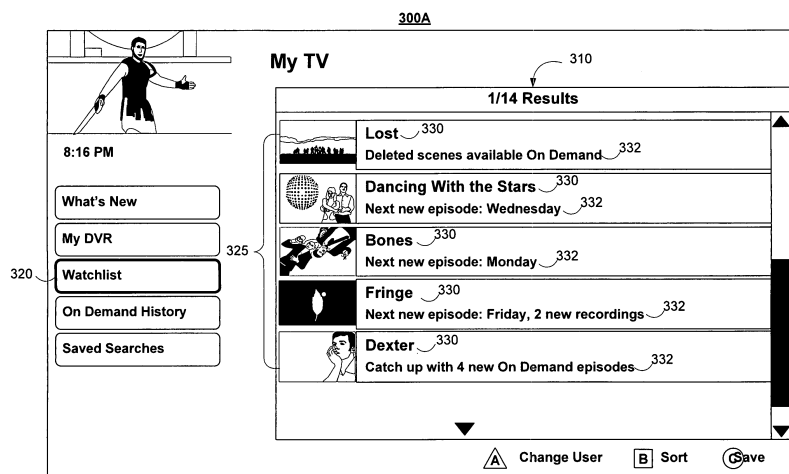 300A
My TV
310
1/14 Results
8:16 PM
What's New
My DVR
320
Watchlist
On Demand History
Saved Searches
325
Lost 330
Deleted scenes available On Demand 332
Dancing With the Stars 330
Next new episode: Wednesday 332
Bones 330
Next new episode: Monday 332
Fringe 330
Next new episode: Friday, 2 new recordings 332
Dexter 330
Catch up with 4 new On Demand episodes 332
A Change User B Sort C Save